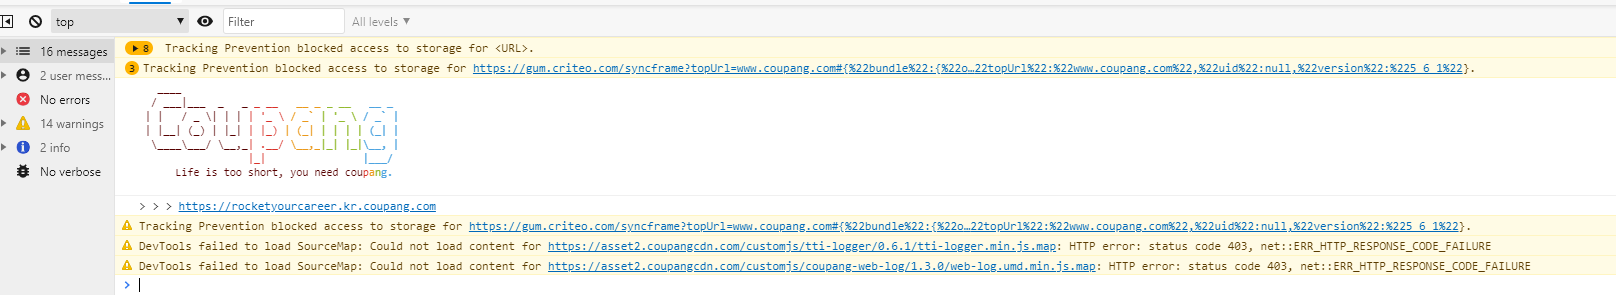 top
Filter
All levels
16 messages
2 user mess...
No errors
14 warnings
2 info
No verbose
8 Tracking Prevention blocked access to storage for <URL>.
3 Tracking Prevention blocked access to storage for https://gum.criteo.com/syncframe?topUrl=www.coupang.com#{%22bundle%22:{%22o…22topUrl%22:%22www.coupang.com%22,%22uid%22:null,%22version%22:%225_6_1%22}.
Coupang
Life is too short, you need coupang.
> > > https://rocketyourcareer.kr.coupang.com
Tracking Prevention blocked access to storage for https://gum.criteo.com/syncframe?topUrl=www.coupang.com#{%22bundle%22:{%22o…22topUrl%22:%22www.coupang.com%22,%22uid%22:null,%22version%22:%225_6_1%22}.
DevTools failed to load SourceMap: Could not load content for https://asset2.coupangcdn.com/customjs/tti-logger/0.6.1/tti-logger.min.js.map: HTTP error: status code 403, net::ERR_HTTP_RESPONSE_CODE_FAILURE
DevTools failed to load SourceMap: Could not load content for https://asset2.coupangcdn.com/customjs/coupang-web-log/1.3.0/web-log.umd.min.js.map: HTTP error: status code 403, net::ERR_HTTP_RESPONSE_CODE_FAILURE
>